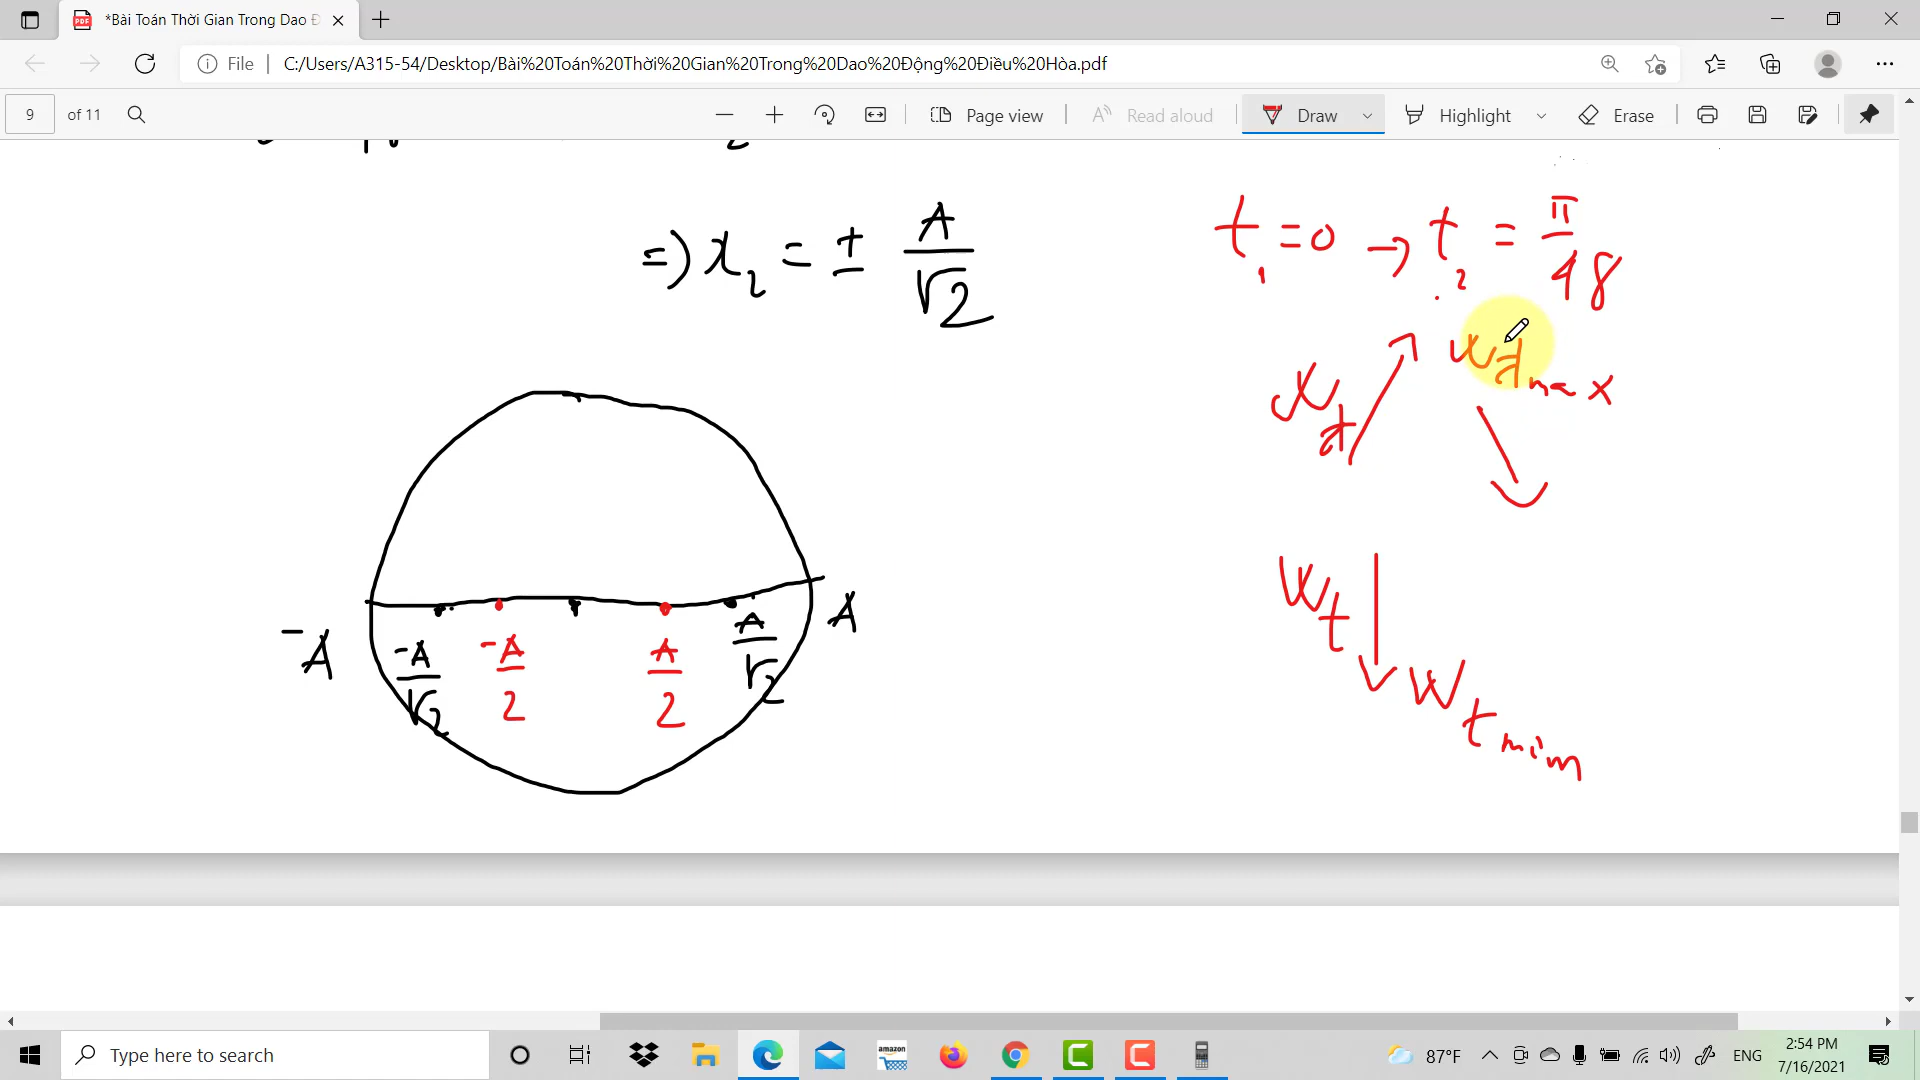 *Bài Toán Thời Gian Trong Dao Đ
File
C:/Users/A315-54/Desktop/Bài%20Toán%20Thời%20Gian%20Trong%20Dao%20Động%20Điều%20Hòa.pdf
9 of 11
Page view
Read aloud
Draw
Highlight
Erase
=) x₂ = ± A/√2
t₁ = 0 → t₂ = π/48
Wđ ↗ Wđ max
Wt ↓ Wt min
-A -A/√2 -A/2 A/2 A/√2 A
Type here to search
amazon
87°F
ENG
2:54 PM
7/16/2021